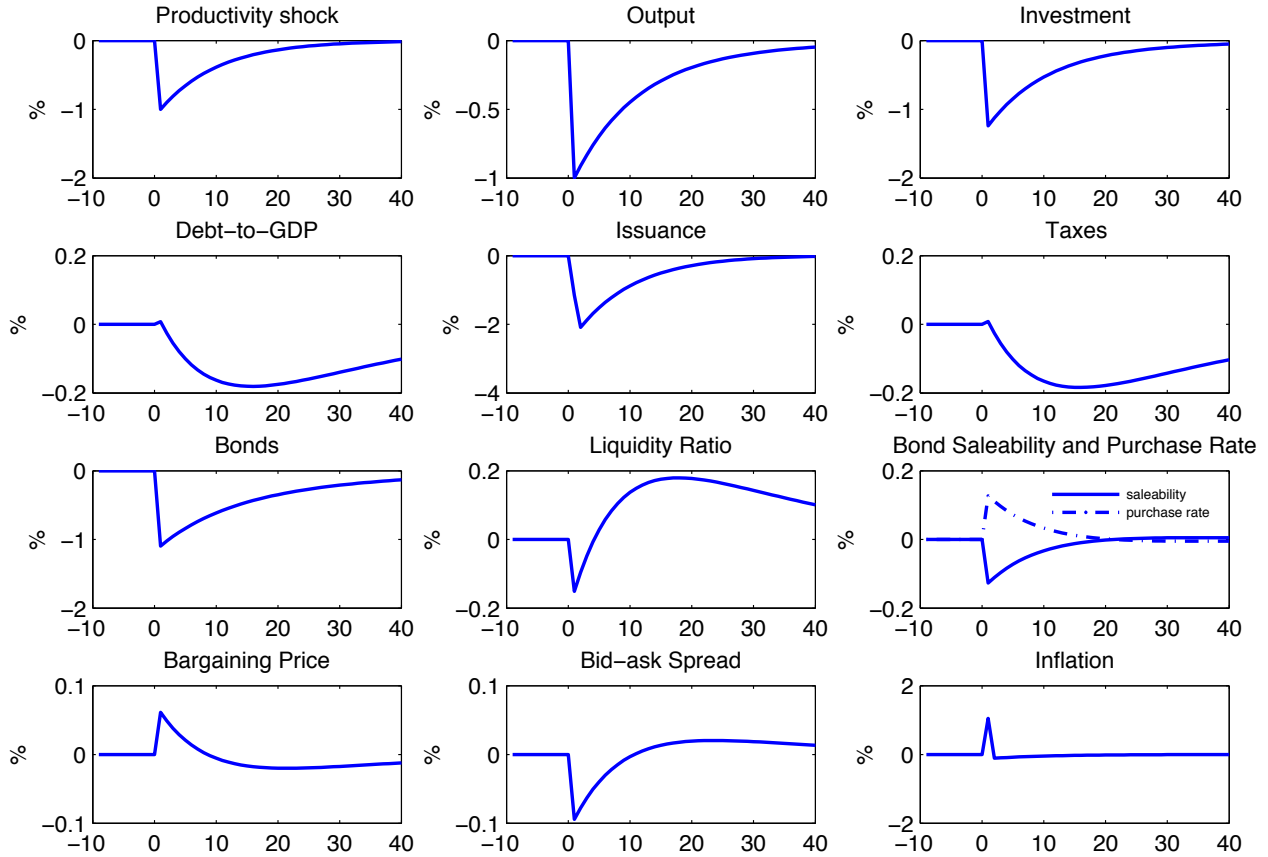 Productivity shock
Output
Investment
0
−1
−2
%
−10 0 10 20 30 40
0
−0.5
−1
%
−10 0 10 20 30 40
0
−1
−2
%
−10 0 10 20 30 40
Debt−to−GDP
Issuance
Taxes
0.2
0
−0.2
%
−10 0 10 20 30 40
0
−2
−4
%
−10 0 10 20 30 40
0.2
0
−0.2
%
−10 0 10 20 30 40
Bonds
Liquidity Ratio
Bond Saleability and Purchase Rate
0
−1
−2
%
−10 0 10 20 30 40
0.2
0
−0.2
%
−10 0 10 20 30 40
0.2
0
−0.2
%
saleability
purchase rate
−10 0 10 20 30 40
Bargaining Price
Bid−ask Spread
Inflation
0.1
0
−0.1
%
−10 0 10 20 30 40
0.1
0
−0.1
%
−10 0 10 20 30 40
2
0
−2
%
−10 0 10 20 30 40